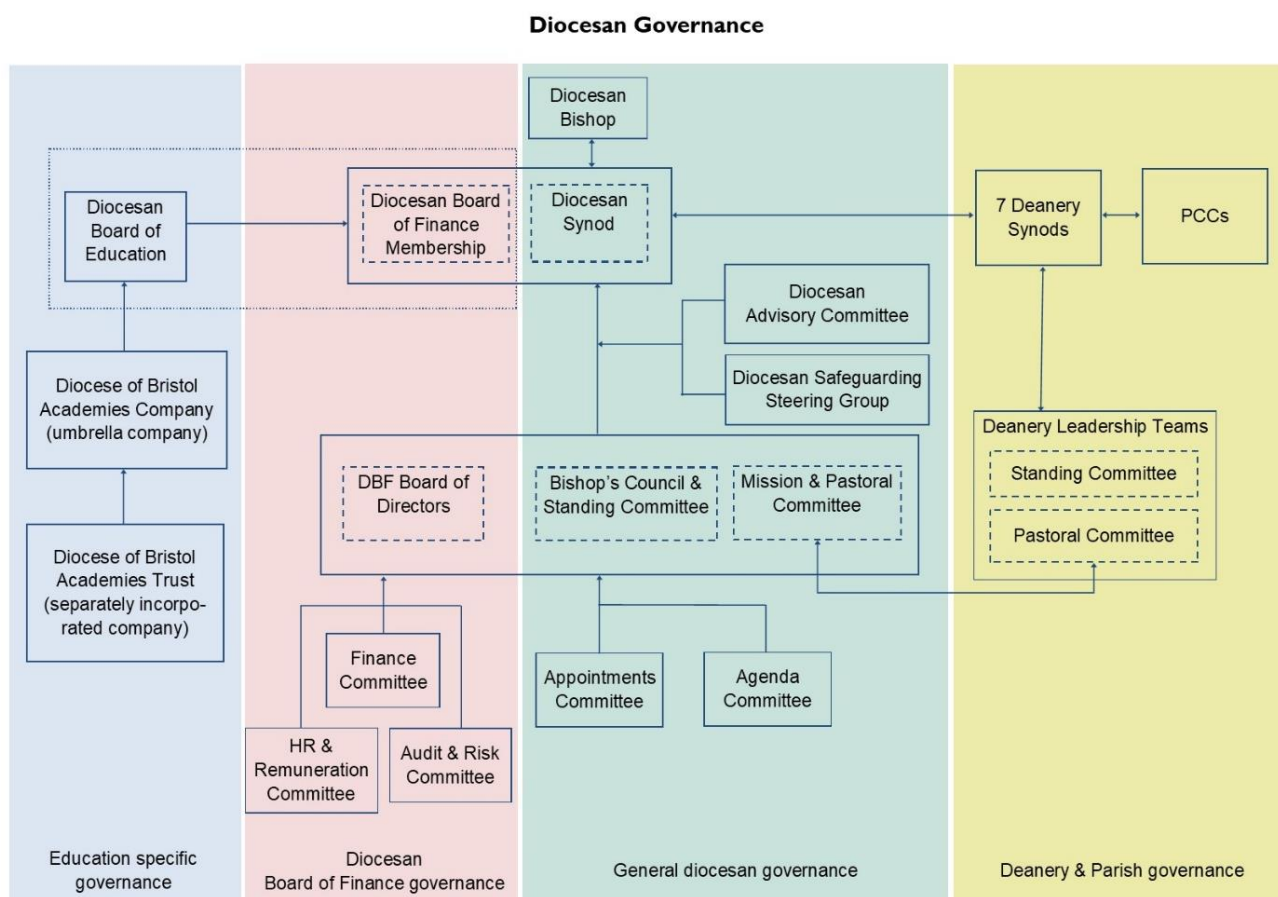 Diocesan Governance
Diocesan
Bishop
Diocesan
Board of
Education
Diocesan Board
of Finance
Membership
Diocesan
Synod
7 Deanery
Synods
PCCs
Diocesan
Advisory Committee
Diocesan Safeguarding
Steering Group
Diocese of Bristol
Academies Company
(umbrella company)
Deanery Leadership Teams
Standing Committee
Pastoral Committee
DBF Board of
Directors
Bishop's Council &
Standing Committee
Mission & Pastoral
Committee
Diocese of Bristol
Academies Trust
(separately incorpo-
rated company)
Finance
Committee
Appointments
Committee
Agenda
Committee
HR &
Remuneration
Committee
Audit & Risk
Committee
Education specific
governance
Diocesan
Board of Finance governance
General diocesan governance
Deanery & Parish governance